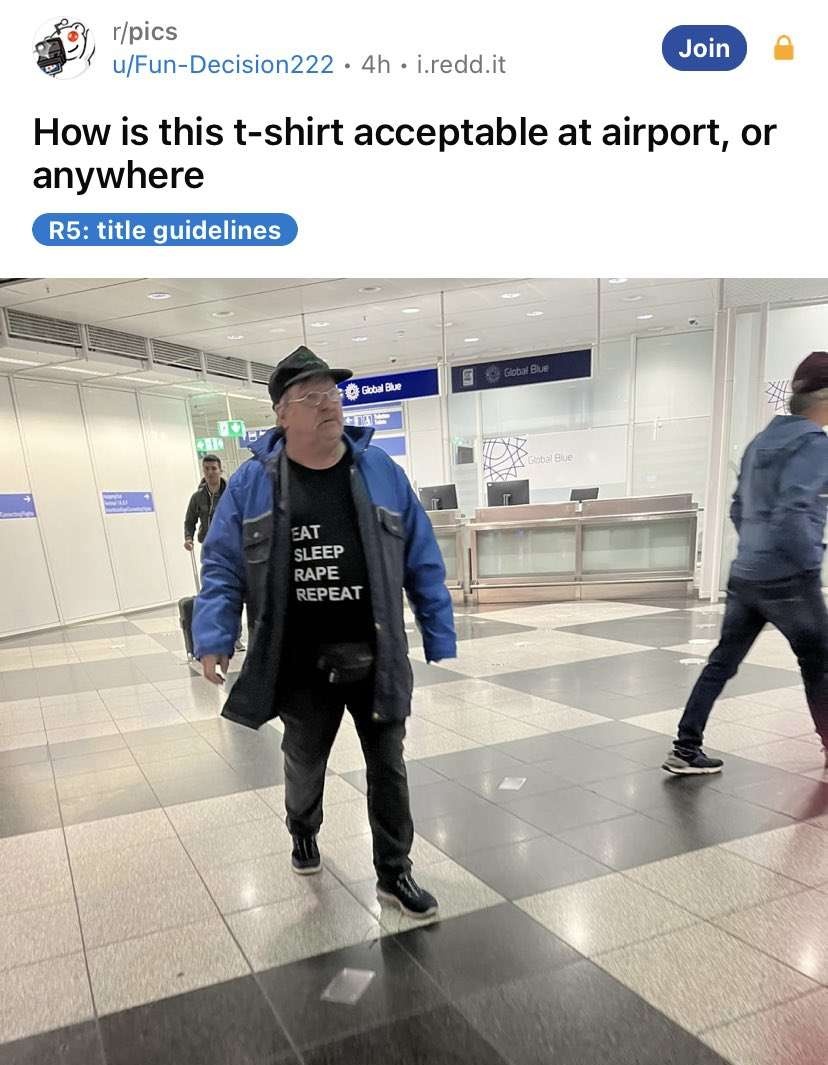 r/pics
u/Fun-Decision222 • 4h • i.redd.it
Join
How is this t-shirt acceptable at airport, or
anywhere
R5: title guidelines
Global Blue
Global Blue
Global Blue
EAT
SLEEP
RAPE
REPEAT